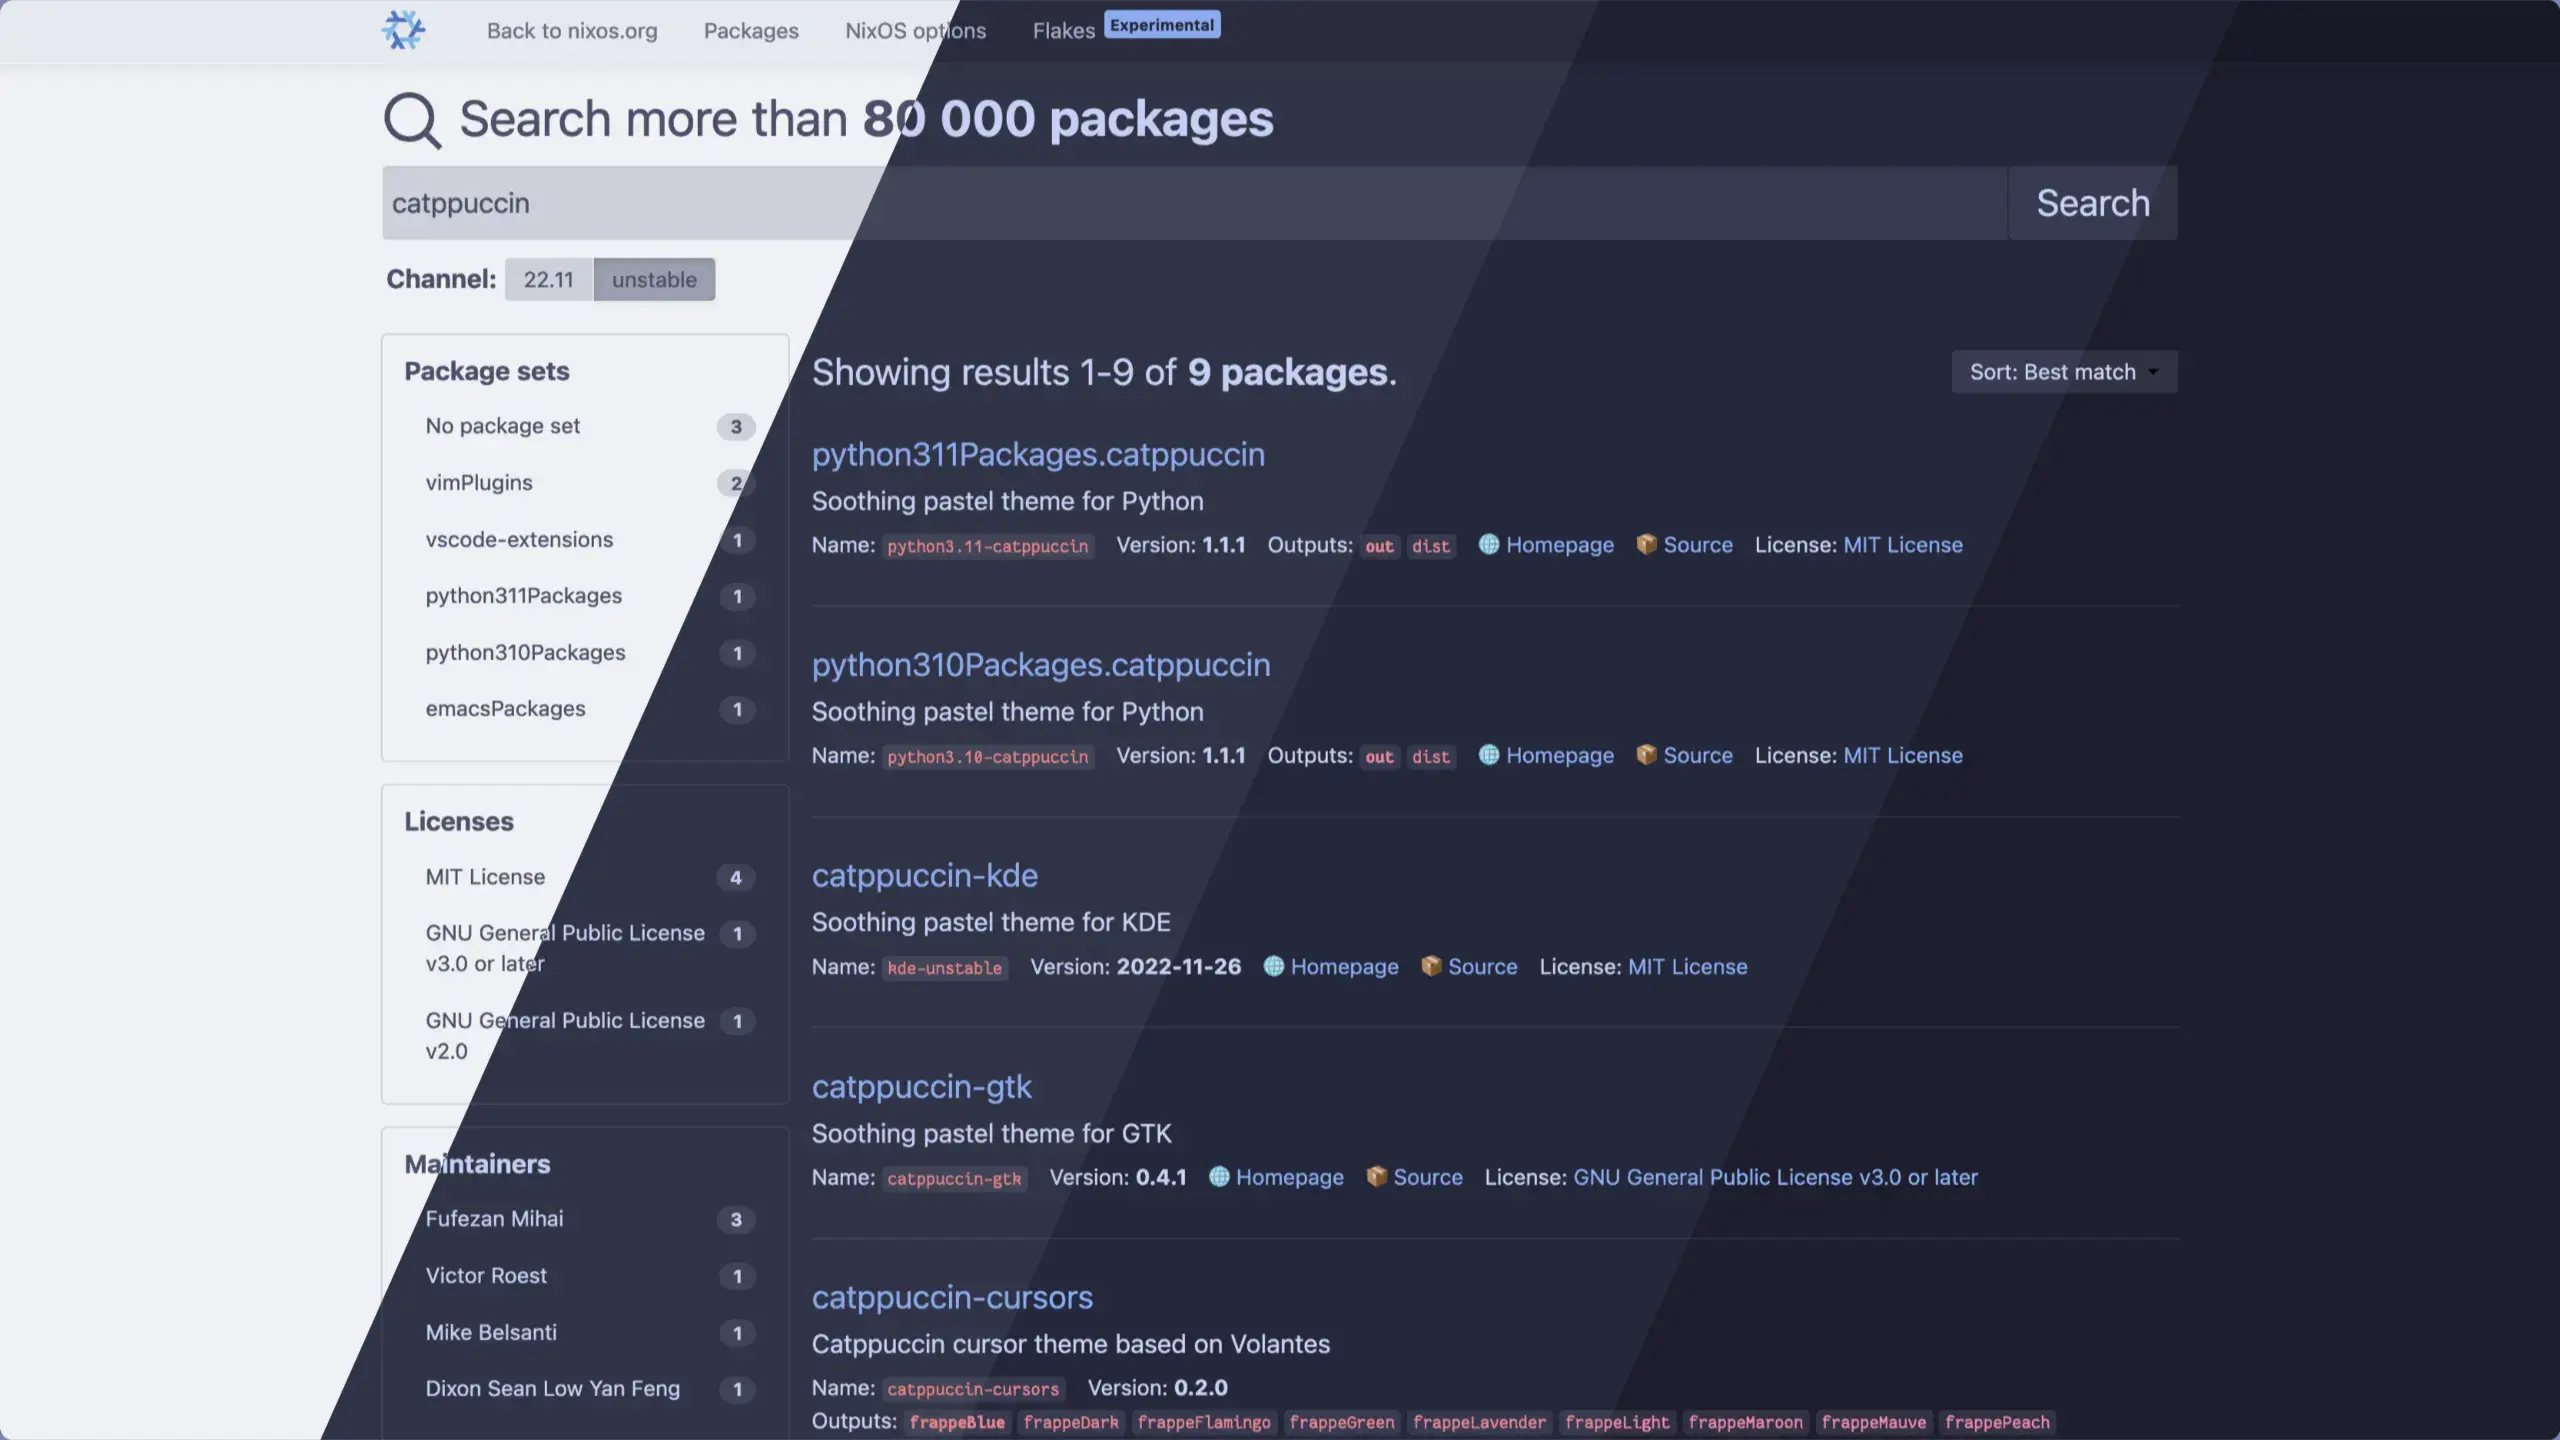 Back to nixos.org Packages NixOS options Flakes Experimental
Search more than 80 000 packages
catppuccin Search
Channel: 22.11 unstable
Package sets
No package set 3
vimPlugins 2
vscode-extensions 1
python311Packages 1
python310Packages 1
emacsPackages 1
Licenses
MIT License 4
GNU General Public License 1
v3.0 or later
GNU General Public License 1
v2.0
Maintainers
Fufezan Mihai 3
Victor Roest 1
Mike Belsanti 1
Dixon Sean Low Yan Feng 1
Showing results 1-9 of 9 packages. Sort: Best match
python311Packages.catppuccin
Soothing pastel theme for Python
Name: python3.11-catppuccin Version: 1.1.1 Outputs: out dist Homepage Source License: MIT License
python310Packages.catppuccin
Soothing pastel theme for Python
Name: python3.10-catppuccin Version: 1.1.1 Outputs: out dist Homepage Source License: MIT License
catppuccin-kde
Soothing pastel theme for KDE
Name: kde-unstable Version: 2022-11-26 Homepage Source License: MIT License
catppuccin-gtk
Soothing pastel theme for GTK
Name: catppuccin-gtk Version: 0.4.1 Homepage Source License: GNU General Public License v3.0 or later
catppuccin-cursors
Catppuccin cursor theme based on Volantes
Name: catppuccin-cursors Version: 0.2.0
Outputs: frappeBlue frappeDark frappeFlamingo frappeGreen frappeLavender frappeLight frappeMaroon frappeMauve frappePeach